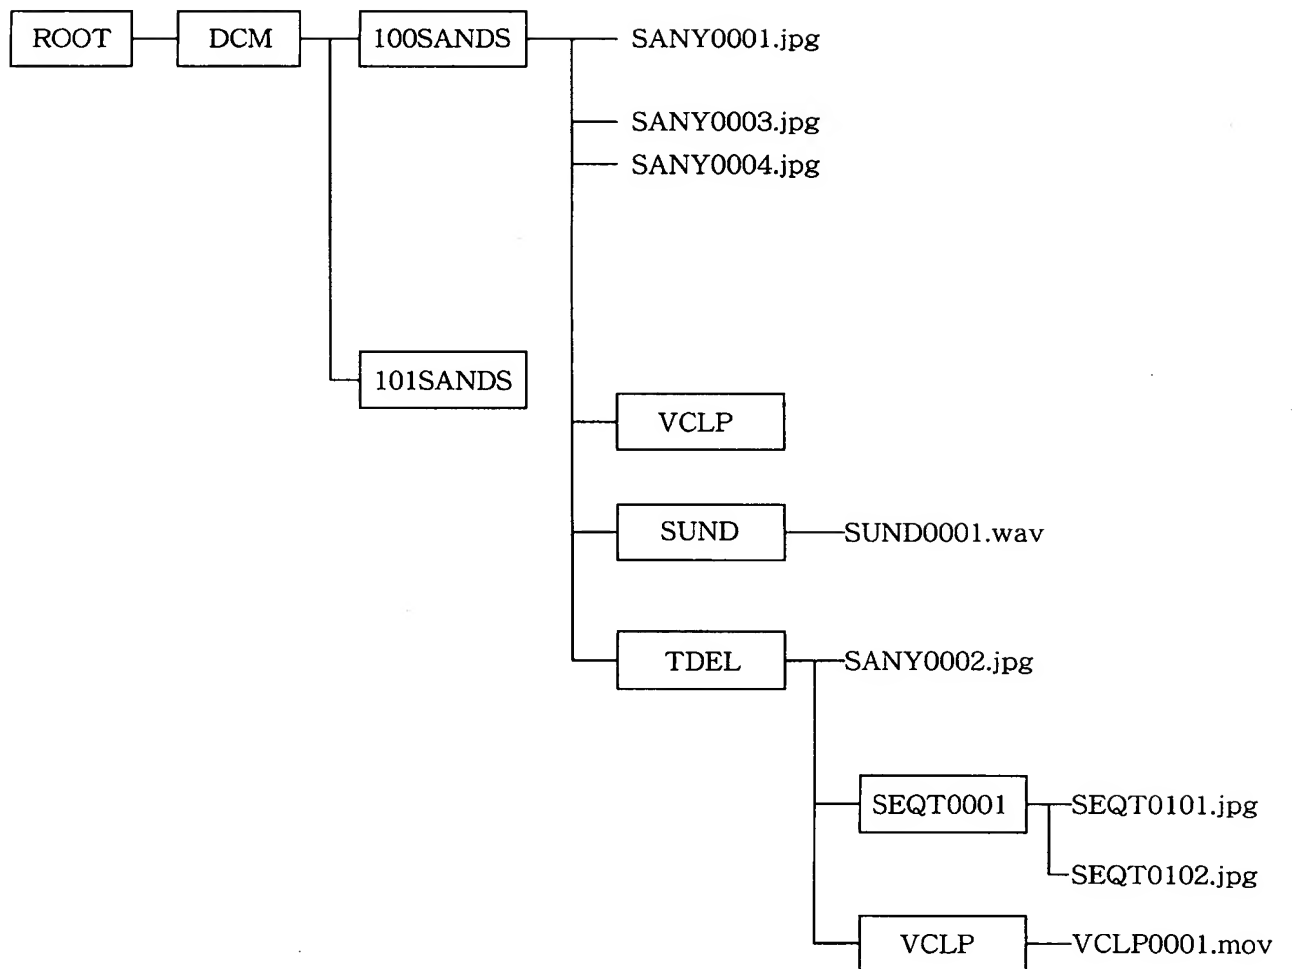 ROOT
DCM
100SANDS
SANY0001.jpg
SANY0003.jpg
SANY0004.jpg
101SANDS
VCLP
SUND
SUND0001.wav
TDEL
SANY0002.jpg
SEQT0001
SEQT0101.jpg
SEQT0102.jpg
VCLP
VCLP0001.mov